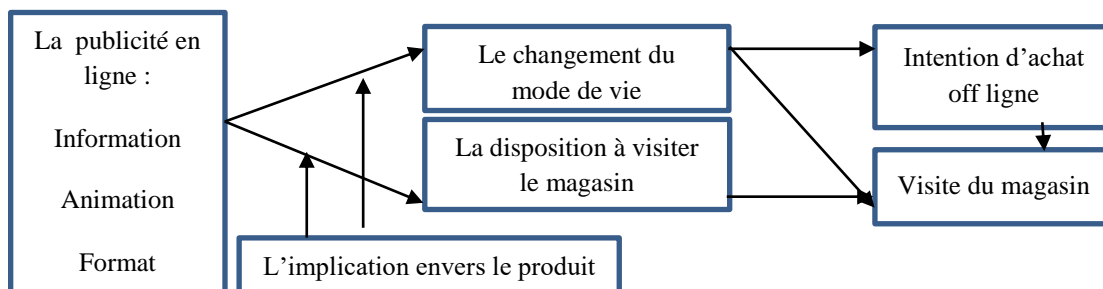 La publicité en
ligne :
Information
Animation
Format
Le changement du
mode de vie
La disposition à visiter
le magasin
L'implication envers le produit
Intention d'achat
off ligne
Visite du magasin